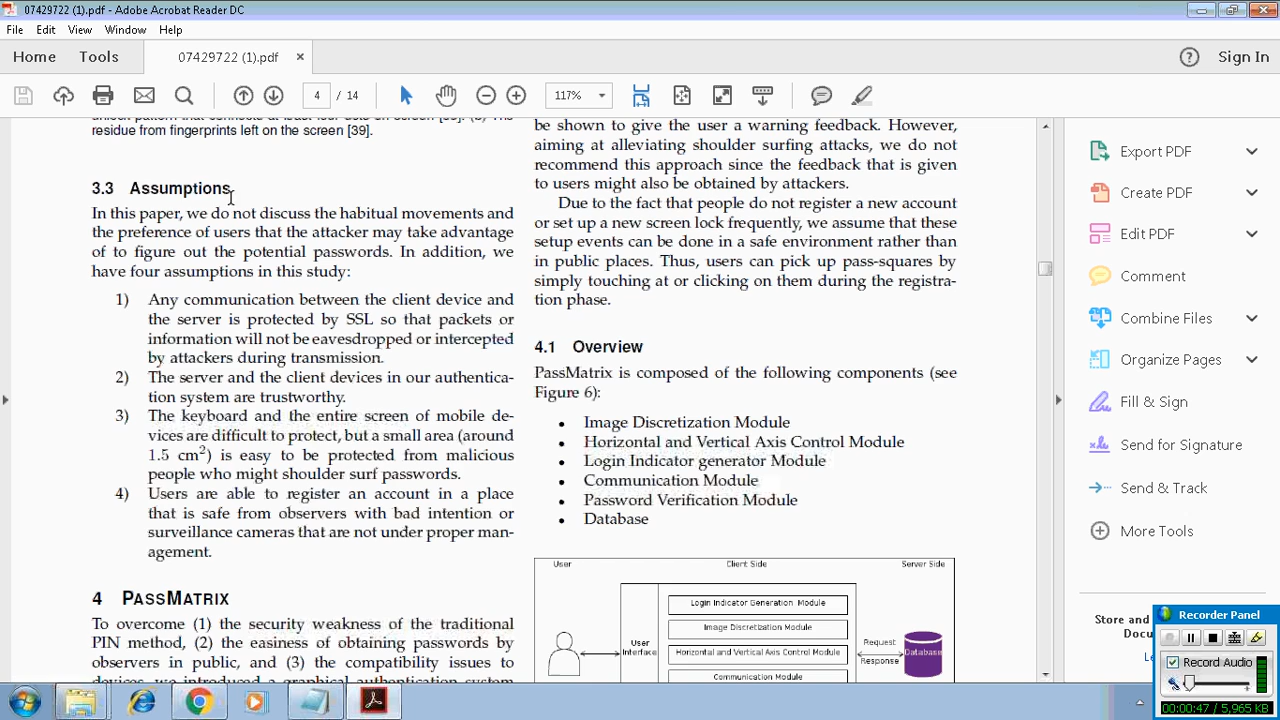 07429722 (1).pdf - Adobe Acrobat Reader DC
File Edit View Window Help
Home Tools 07429722 (1).pdf × Sign In
4 / 14 117%
residue from fingerprints left on the screen [39].
3.3 Assumptions
In this paper, we do not discuss the habitual movements and
the preference of users that the attacker may take advantage
of to figure out the potential passwords. In addition, we
have four assumptions in this study:
1) Any communication between the client device and
the server is protected by SSL so that packets or
information will not be eavesdropped or intercepted
by attackers during transmission.
2) The server and the client devices in our authentica-
tion system are trustworthy.
3) The keyboard and the entire screen of mobile de-
vices are difficult to protect, but a small area (around
1.5 cm²) is easy to be protected from malicious
people who might shoulder surf passwords.
4) Users are able to register an account in a place
that is safe from observers with bad intention or
surveillance cameras that are not under proper man-
agement.
4 PASSMATRIX
To overcome (1) the security weakness of the traditional
PIN method, (2) the easiness of obtaining passwords by
observers in public, and (3) the compatibility issues to
devices, we introduced a graphical authentication system
be shown to give the user a warning feedback. However,
aiming at alleviating shoulder surfing attacks, we do not
recommend this approach since the feedback that is given
to users might also be obtained by attackers.
Due to the fact that people do not register a new account
or set up a new screen lock frequently, we assume that these
setup events can be done in a safe environment rather than
in public places. Thus, users can pick up pass-squares by
simply touching at or clicking on them during the registra-
tion phase.
4.1 Overview
PassMatrix is composed of the following components (see
Figure 6):
• Image Discretization Module
• Horizontal and Vertical Axis Control Module
• Login Indicator generator Module
• Communication Module
• Password Verification Module
• Database
User Client Side Server Side
Login Indicator Generation Module
Image Discretization Module
Horizontal and Vertical Axis Control Module
Communication Module
User
Interface
Request
Response
Database
Export PDF
Create PDF
Edit PDF
Comment
Combine Files
Organize Pages
Fill & Sign
Send for Signature
Send & Track
More Tools
Store and
Docu
Le
Recorder Panel
Record Audio
00:00:47 / 5,965 KB